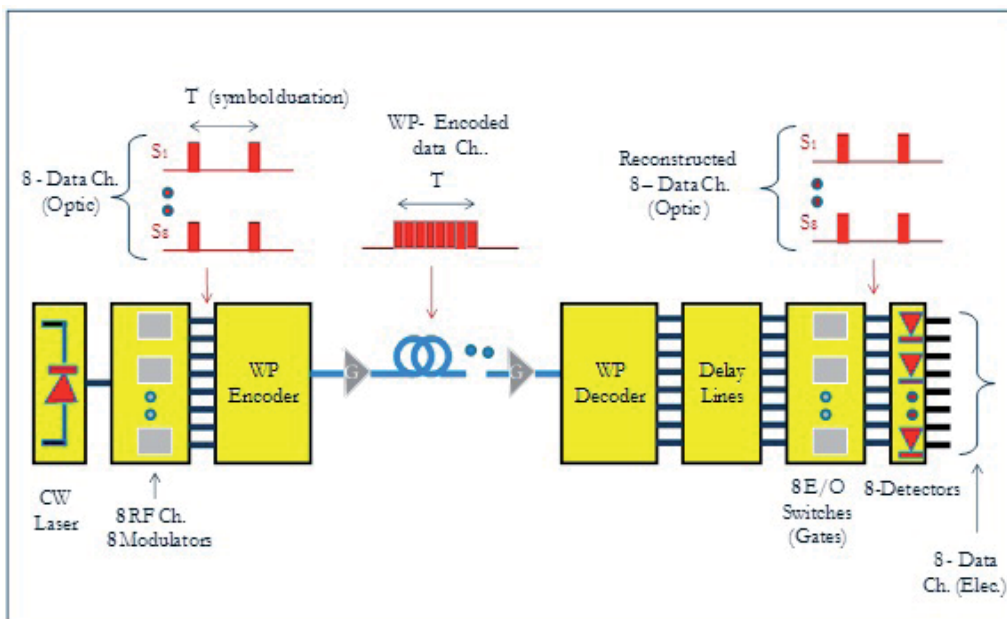 T (symbol duration)
S1
8 - Data Ch.
(Optic)
S8
WP- Encoded
data Ch..
T
Reconstructed
8 – Data Ch.
(Optic)
S1
S8
WP
Encoder
G
G
WP
Decoder
Delay
Lines
CW
Laser
8 RF Ch.
8 Modulators
8 E/O
Switches
(Gates)
8-Detectors
8 - Data
Ch. (Elec.)